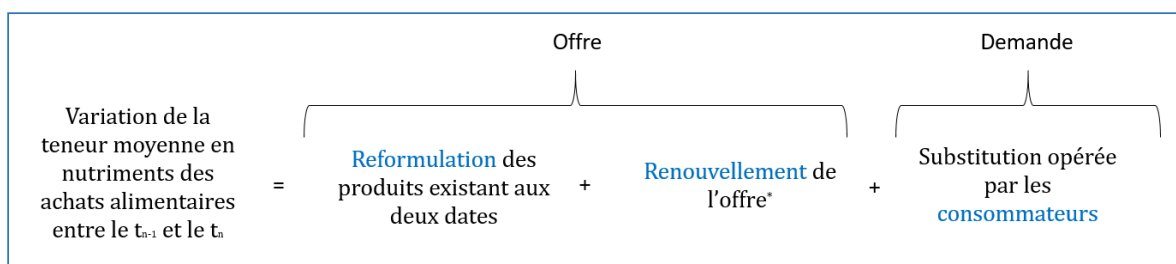 Offre
Demande
Variation de la
teneur moyenne en
nutriments des
achats alimentaires
entre le tn-1 et le tn
=
Reformulation des
produits existant aux
deux dates
+
Renouvellement de
l'offre*
+
Substitution opérée
par les
consommateurs